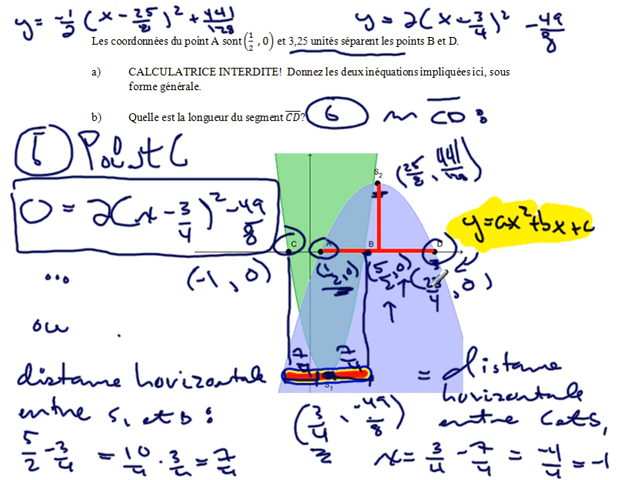 y = -1/2 (x - 25/8)² + 441/128
y = 2(x - 3/4)² - 49/8
Les coordonnées du point A sont (1/2 , 0) et 3,25 unités séparent les points B et D.
a) CALCULATRICE INTERDITE! Donnez les deux inéquations impliquées ici, sous
forme générale.
b) Quelle est la longueur du segment CD?
6
m CD :
6 Point C
0 = 2(x - 3/4)² - 49/8
S₂
(25/8, 441/128)
y=ax²+bx+c
C A B D
(-1, 0)
(1/2, 0)
(5/2, 0)
(23/4, 0)
...
ou
7/4 7/4
S₁
distance horizontale
entre S₁ et B :
5/2 - 3/4 = 10/4 - 3/4 = 7/4
(3/4, -49/8)
= distance
horizontale
entre C et S₁
x = 3/4 - 7/4 = -4/4 = -1